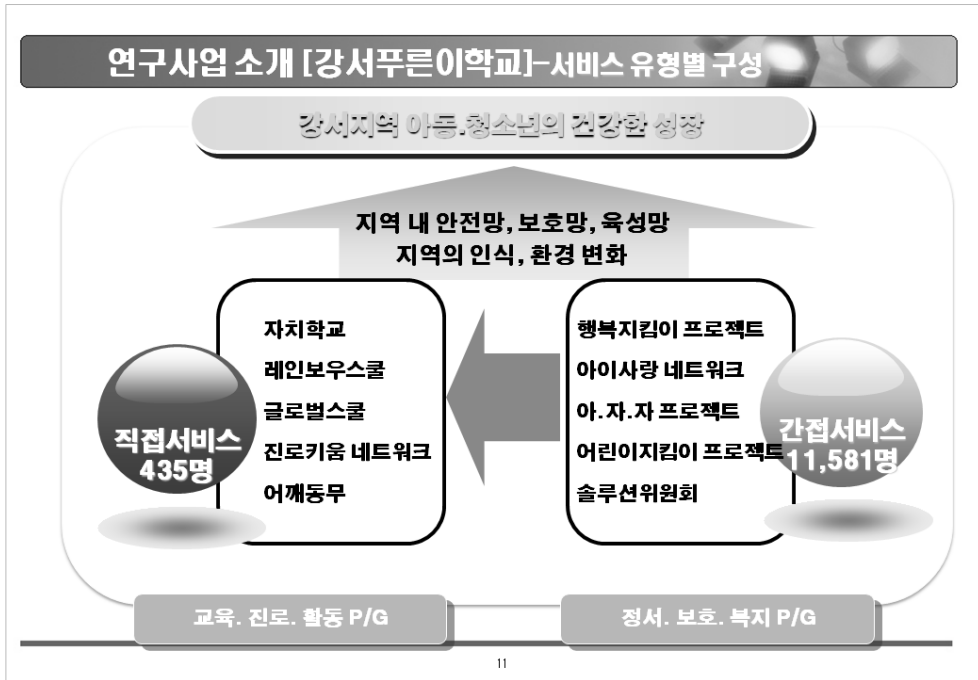 연구사업 소개 [강서푸른이학교]-서비스 유형별 구성
강서지역 아동.청소년의 건강한 성장
지역 내 안전망, 보호망, 육성망
지역의 인식, 환경 변화
자치학교
레인보우스쿨
글로벌스쿨
진로키움 네트워크
어깨동무
직접서비스
435명
행복지킴이 프로젝트
아이사랑 네트워크
아.자.자 프로젝트
어린이지킴이 프로젝트
솔루션위원회
간접서비스
11,581명
교육. 진로. 활동 P/G
정서. 보호. 복지 P/G
11